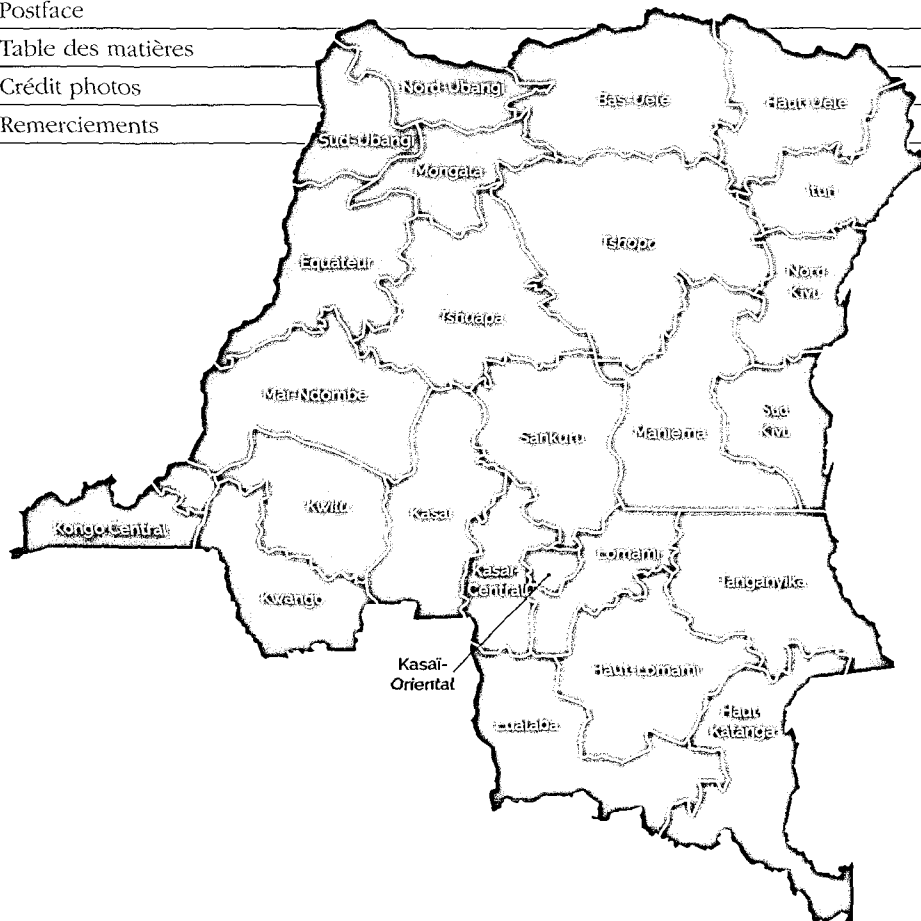 Postface
Table des matières
Crédit photos
Remerciements
Nord-Ubangi
Bas-Uele
Haut-Uele
Sud-Ubangi
Mongala
Ituri
Tshopo
Équateur
Nord-
Kivu
Tshuapa
Mai-Ndombe
Sankuru
Maniema
Sud
Kivu
Kwilu
Kasaï
Kongo Central
Lomami
Kasaï-
Central
Tanganyika
Kwango
Kasaï-
Oriental
Haut-Lomami
Lualaba
Haut
Katanga